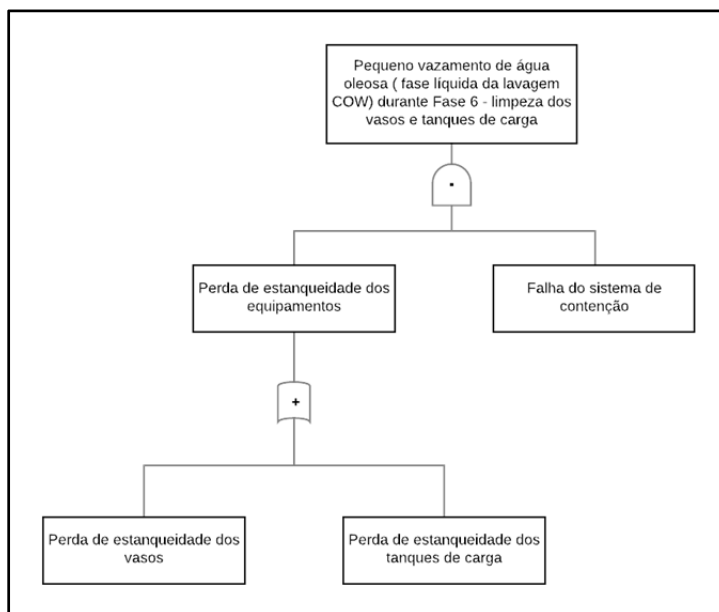 Pequeno vazamento de água
oleosa ( fase líquida da lavagem
COW) durante Fase 6 - limpeza dos
vasos e tanques de carga
Perda de estanqueidade dos
equipamentos
Falha do sistema de
contenção
+
Perda de estanqueidade dos
vasos
Perda de estanqueidade dos
tanques de carga